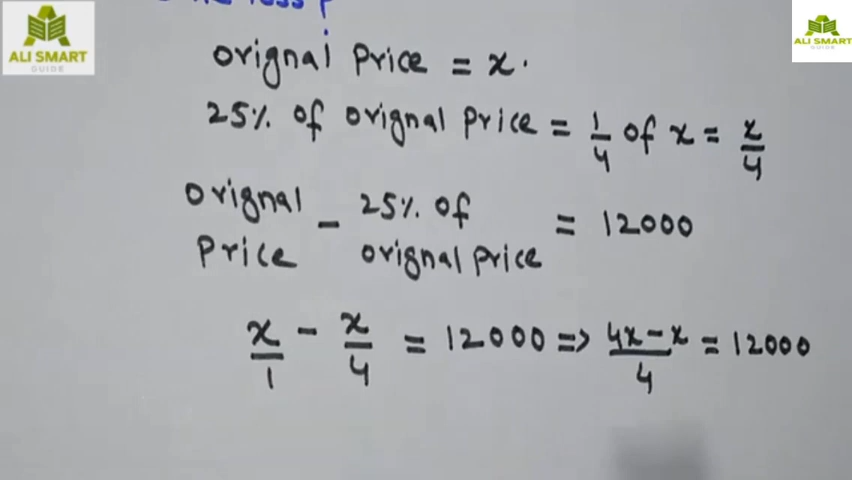 ALI SMART
GUIDE
ALI SMART
GUIDE
loss?
orignal Price = x.
25% of orignal Price = 1/4 of x = x/4
orignal Price - 25% of orignal Price = 12000
x/1 - x/4 = 12000 => (4x-x)/4 = 12000